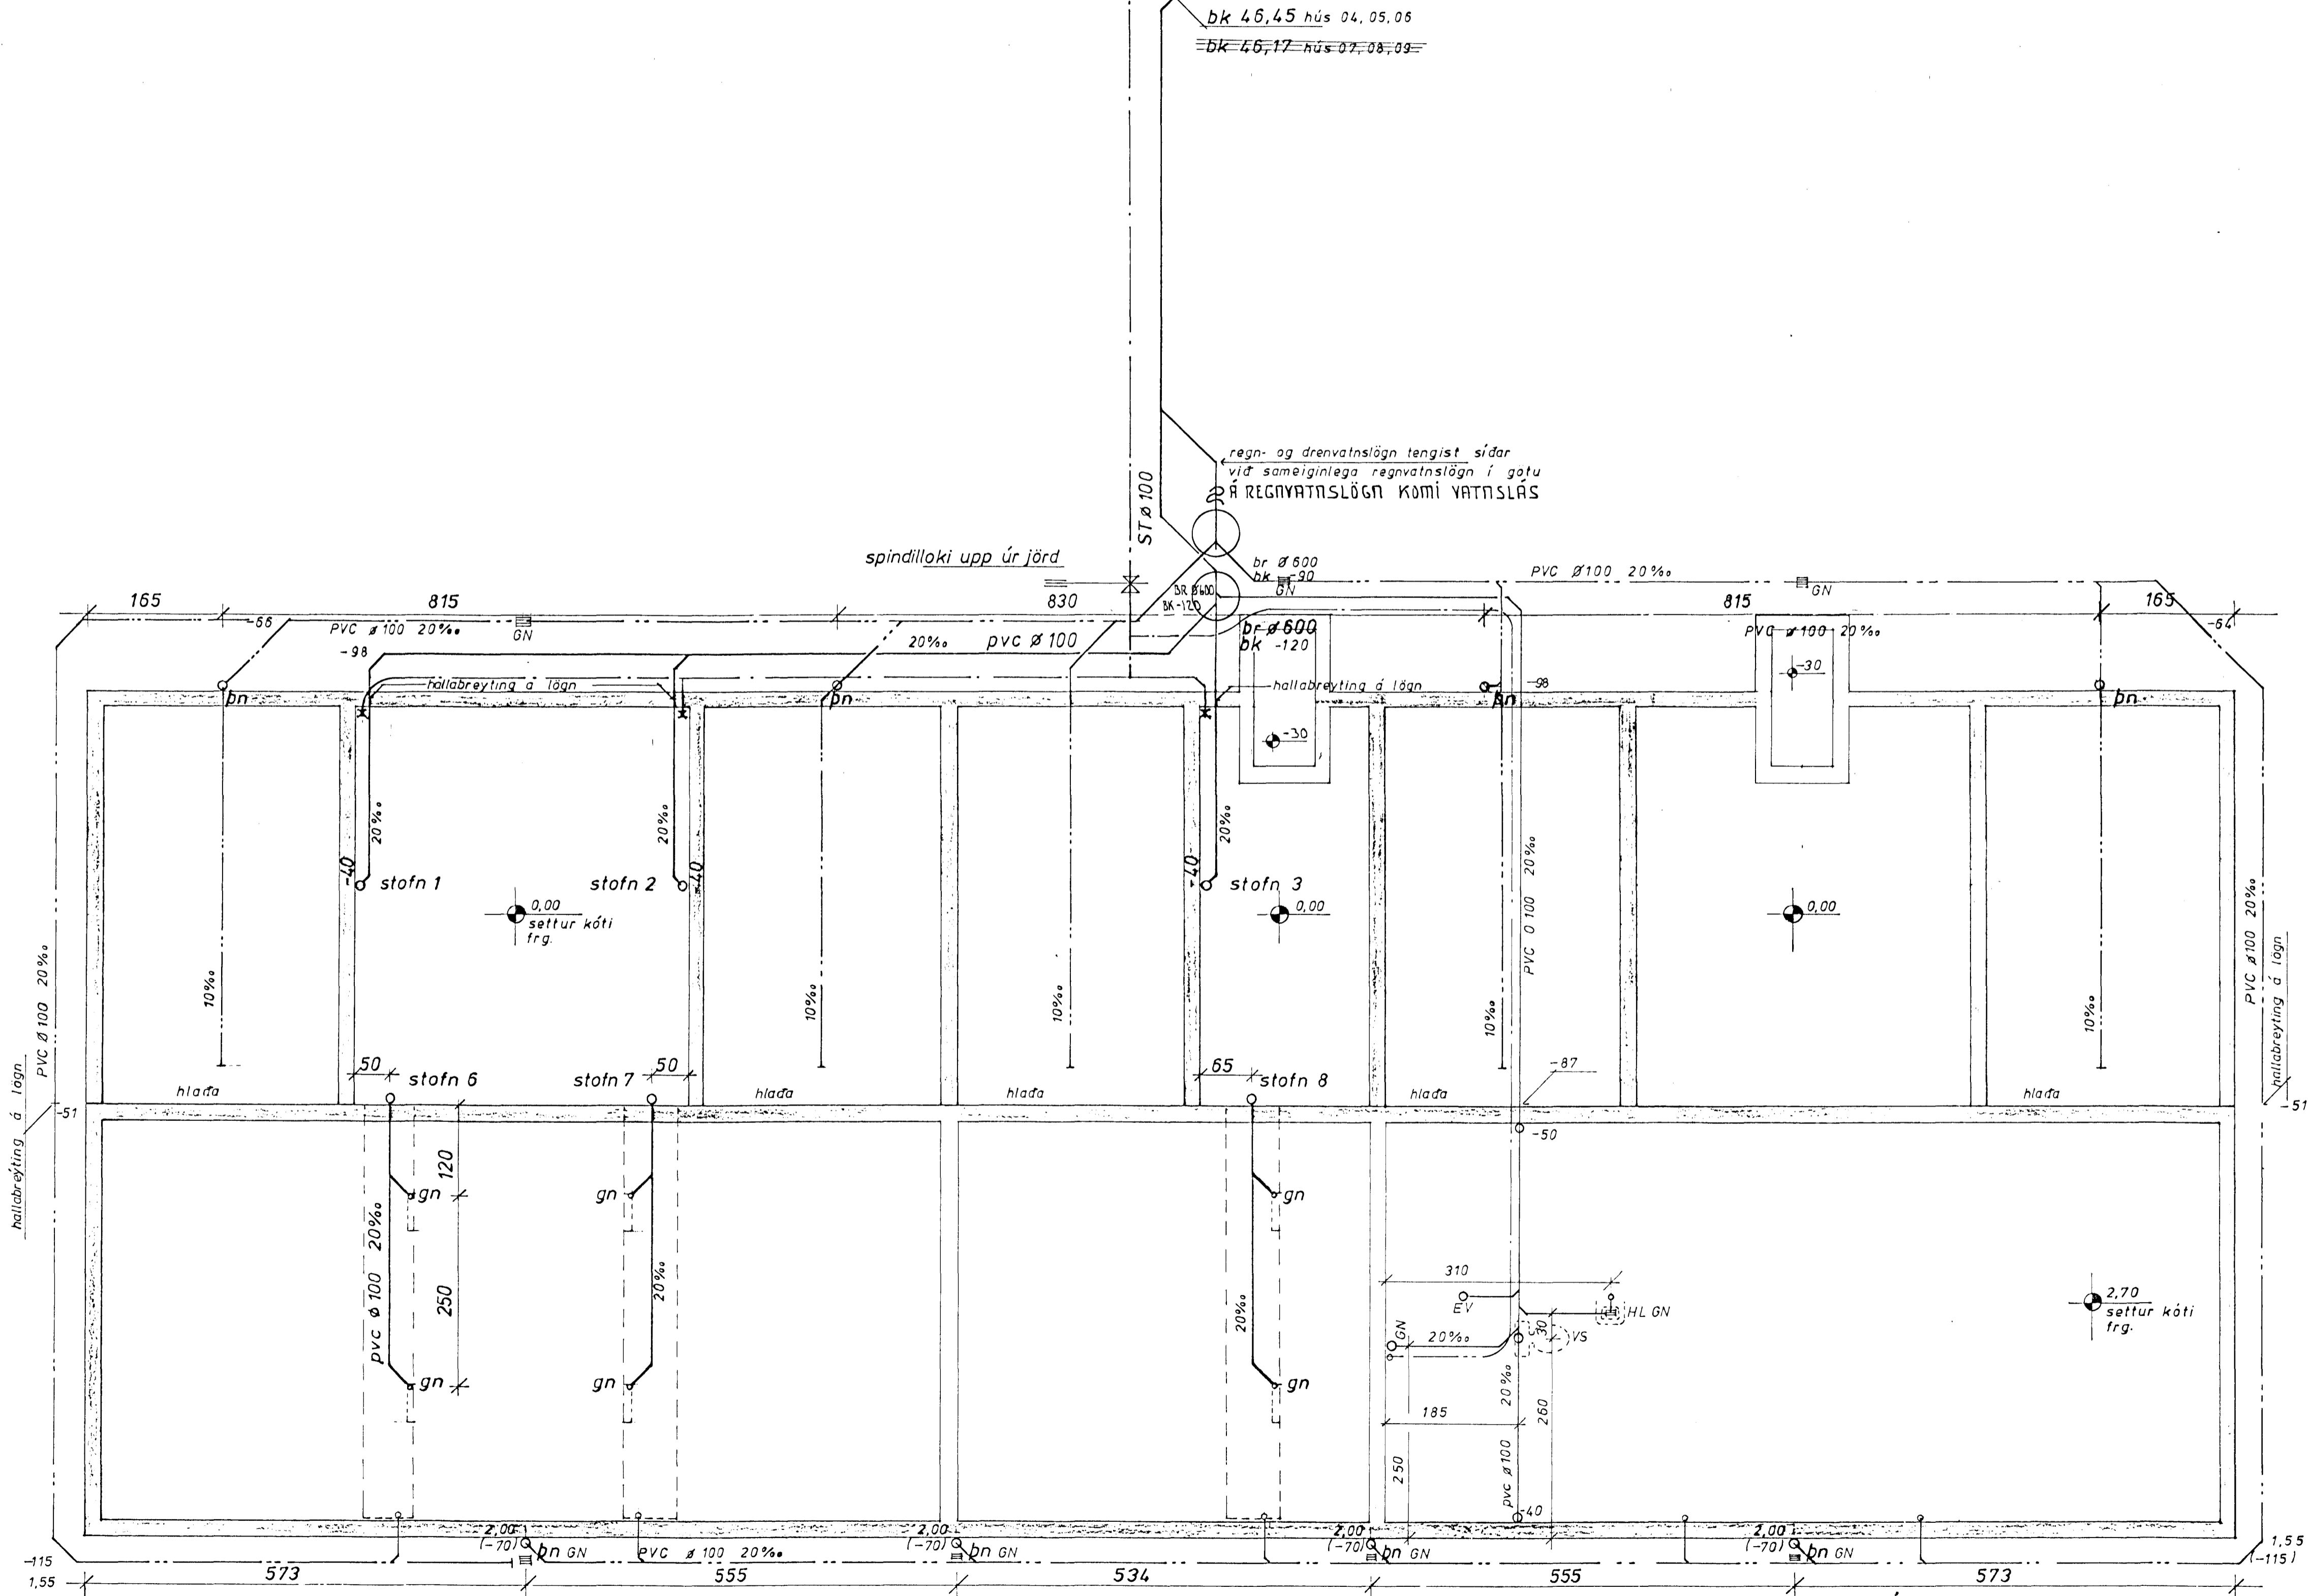 bk 46,45 hús 04, 05, 06
bk 46,17 hús 07, 08, 09
regn- og drenvatnslögn tengist síðar
við sameiginlega regnvatnslögn í götu
Á REGNVATNSLÖGN KOMI VATNSLÁS
ST Ø 100
spindilloki upp úr jörð
br Ø 600
bk -90
GN
BR Ø600
BK -120
br Ø 600
bk -120
PVC Ø100 20‰
GN
165
815
830
815
165
-66
PVC Ø 100 20‰
GN
-98
20‰ PVC Ø 100
PVC Ø 100 20‰
-64
hallabreyting á lögn
hallabreyting á lögn
-98
-30
-30
þn
þn
þn
þn
20‰
20‰
20‰
-40
-40
-40
stofn 1
stofn 2
stofn 3
0,00
settur kóti
frg.
0,00
0,00
PVC Ø 100 20‰
PVC O 100 20‰
PVC Ø100 20‰
hallabreyting á lögn
hallabreyting á lögn
10‰
10‰
10‰
10‰
10‰
50
stofn 6
stofn 7
50
65
stofn 8
-87
hlaða
hlaða
hlaða
hlaða
hlaða
-51
-51
-50
120
gn
gn
gn
250
pvc Ø 100 20‰
20‰
20‰
310
EV
HL GN
GN
20‰
30
VS
2,70
settur kóti
frg.
gn
gn
gn
185
250
260
pvc Ø100 20‰
-40
2,00
(-70)
þn GN
PVC Ø 100 20‰
2,00
(-70)
þn GN
2,00
(-70)
þn GN
2,00
(-70)
þn GN
-115
1,55
1,55
(-115)
573
555
534
555
573